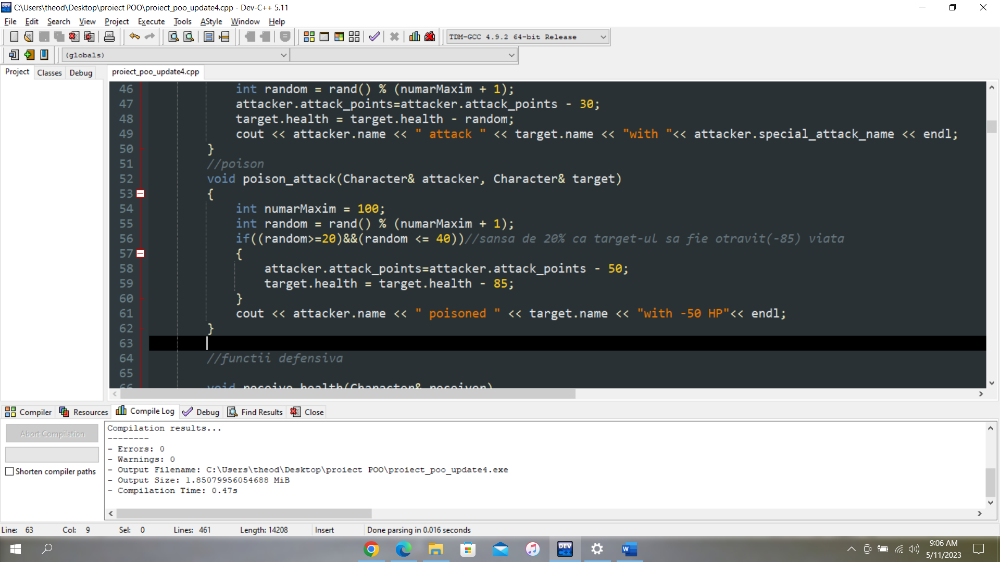 C:\Users\theod\Desktop\proiect POO\proiect_poo_update4.cpp - Dev-C++ 5.11
File Edit Search View Project Execute Tools AStyle Window Help
TDM-GCC 4.9.2 64-bit Release
(globals)
Project Classes Debug
proiect_poo_update4.cpp
46 int random = rand() % (numarMaxim + 1);
47 attacker.attack_points=attacker.attack_points - 30;
48 target.health = target.health - random;
49 cout << attacker.name << " attack " << target.name << "with "<< attacker.special_attack_name << endl;
50 }
51 //poison
52 void poison_attack(Character& attacker, Character& target)
53 {
54 int numarMaxim = 100;
55 int random = rand() % (numarMaxim + 1);
56 if((random>=20)&&(random <= 40))//sansa de 20% ca target-ul sa fie otravit(-85) viata
57 {
58 attacker.attack_points=attacker.attack_points - 50;
59 target.health = target.health - 85;
60 }
61 cout << attacker.name << " poisoned " << target.name << "with -50 HP"<< endl;
62 }
63
64 //functii defensiva
65
66 void receive_health(Character& receiver)
Compiler Resources Compile Log Debug Find Results Close
Abort Compilation
Shorten compiler paths
Compilation results...
--------
- Errors: 0
- Warnings: 0
- Output Filename: C:\Users\theod\Desktop\proiect POO\proiect_poo_update4.exe
- Output Size: 1.85079956054688 MiB
- Compilation Time: 0.47s
Line: 63 Col: 9 Sel: 0 Lines: 461 Length: 14208 Insert Done parsing in 0.016 seconds
DEV C++
9:06 AM
5/11/2023